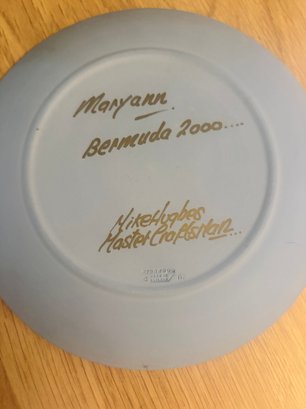 Maryann
Bermuda 2000....
Mike Hughes
Master Craftsman...